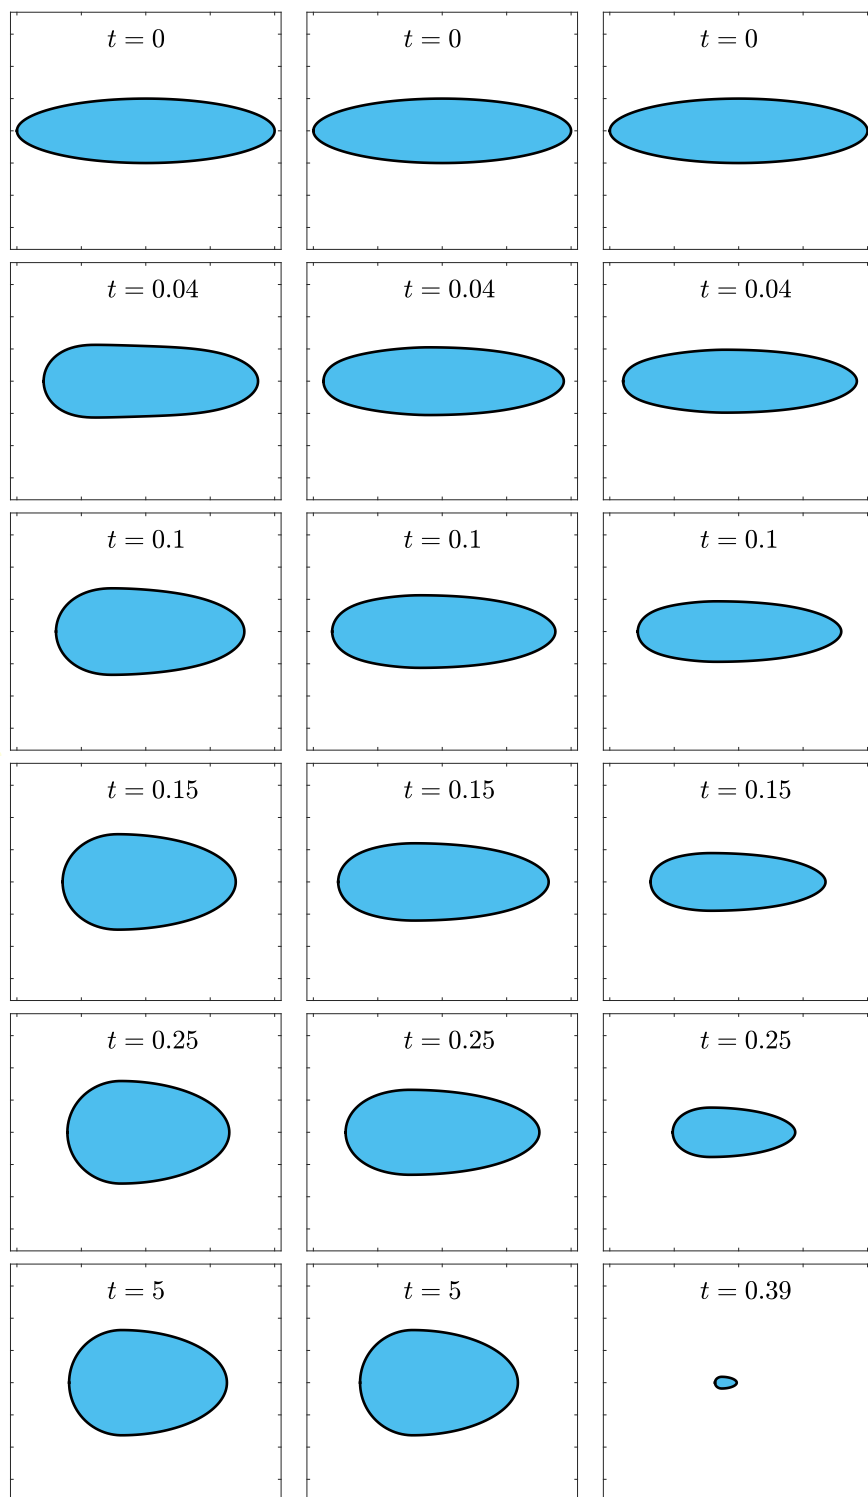 t = 0 t = 0 t = 0
t = 0.04 t = 0.04 t = 0.04
t = 0.1 t = 0.1 t = 0.1
t = 0.15 t = 0.15 t = 0.15
t = 0.25 t = 0.25 t = 0.25
t = 5 t = 5 t = 0.39